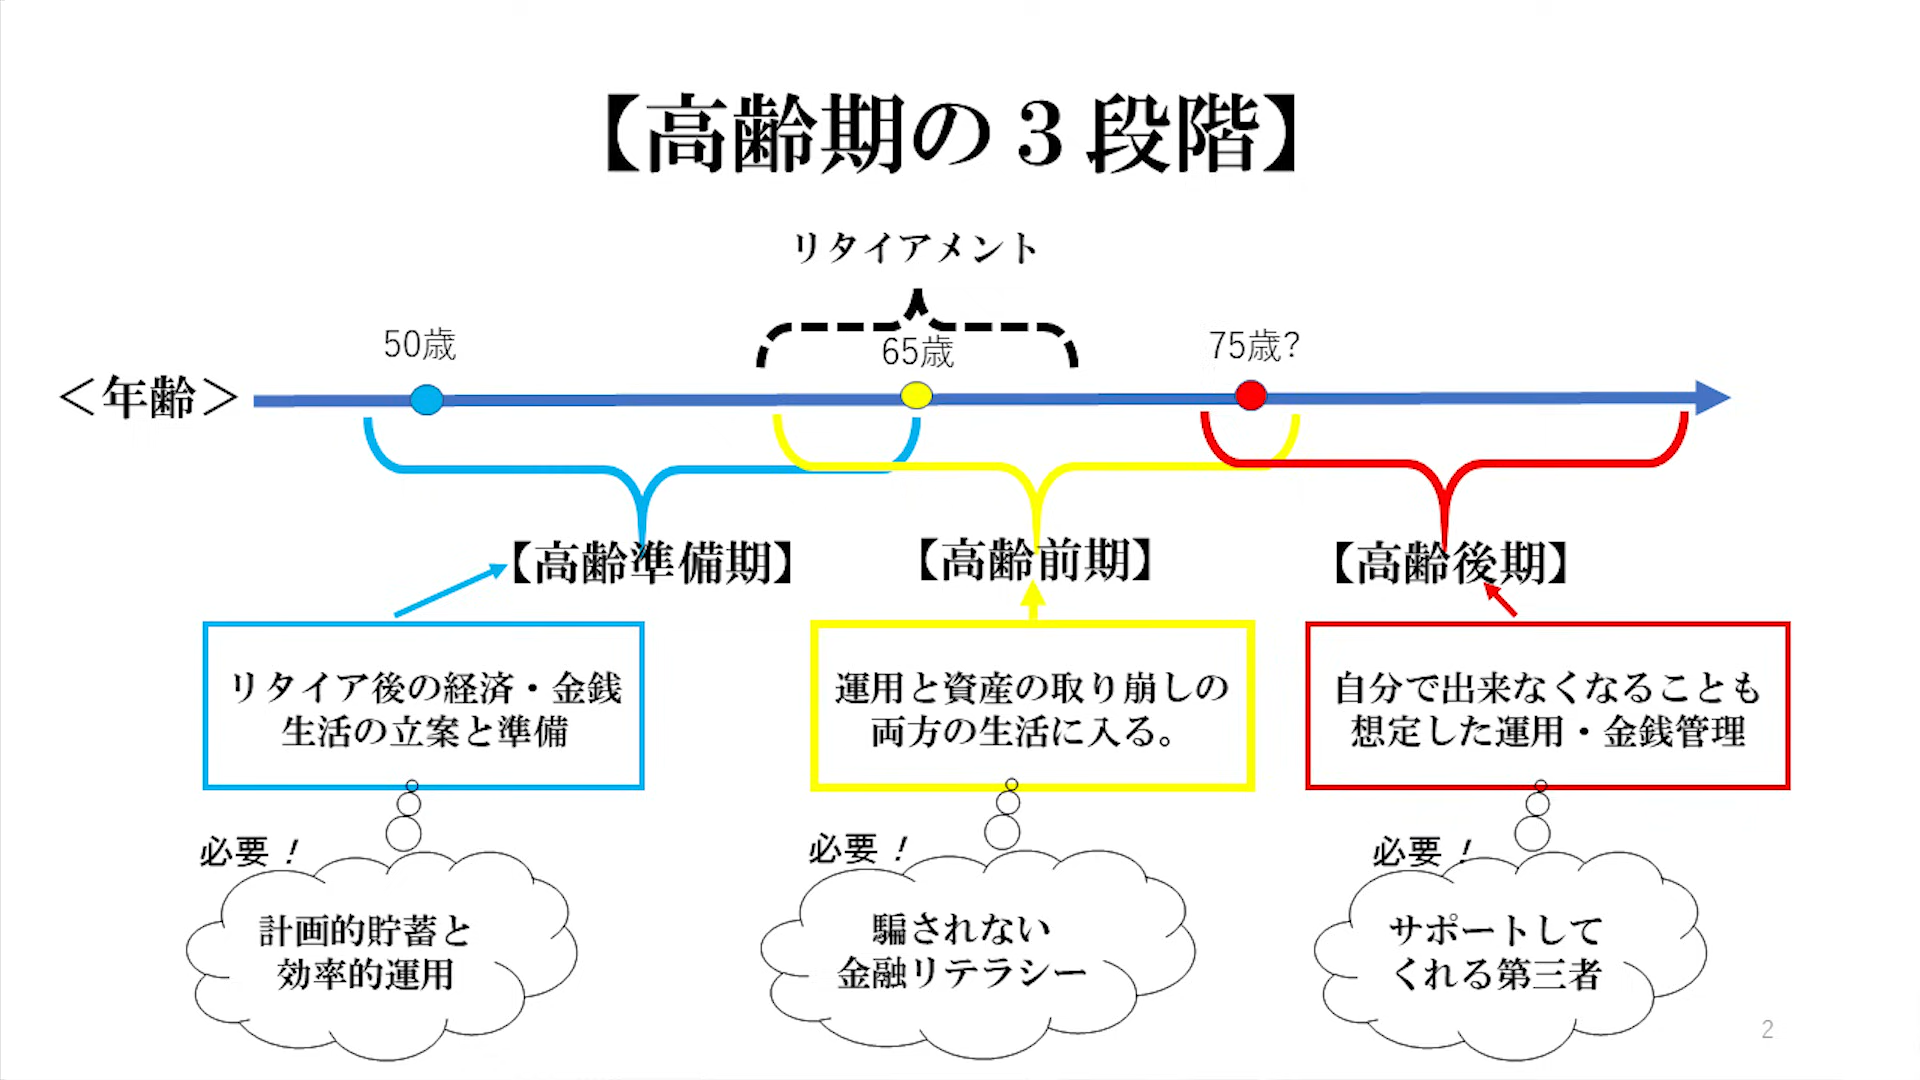 【高齢期の３段階】
リタイアメント
50歳
65歳
75歳?
＜年齢＞
【高齢準備期】
【高齢前期】
【高齢後期】
リタイア後の経済・金銭
生活の立案と準備
運用と資産の取り崩しの
両方の生活に入る。
自分で出来なくなることも
想定した運用・金銭管理
必要！
計画的貯蓄と
効率的運用
必要！
騙されない
金融リテラシー
必要！
サポートして
くれる第三者
2